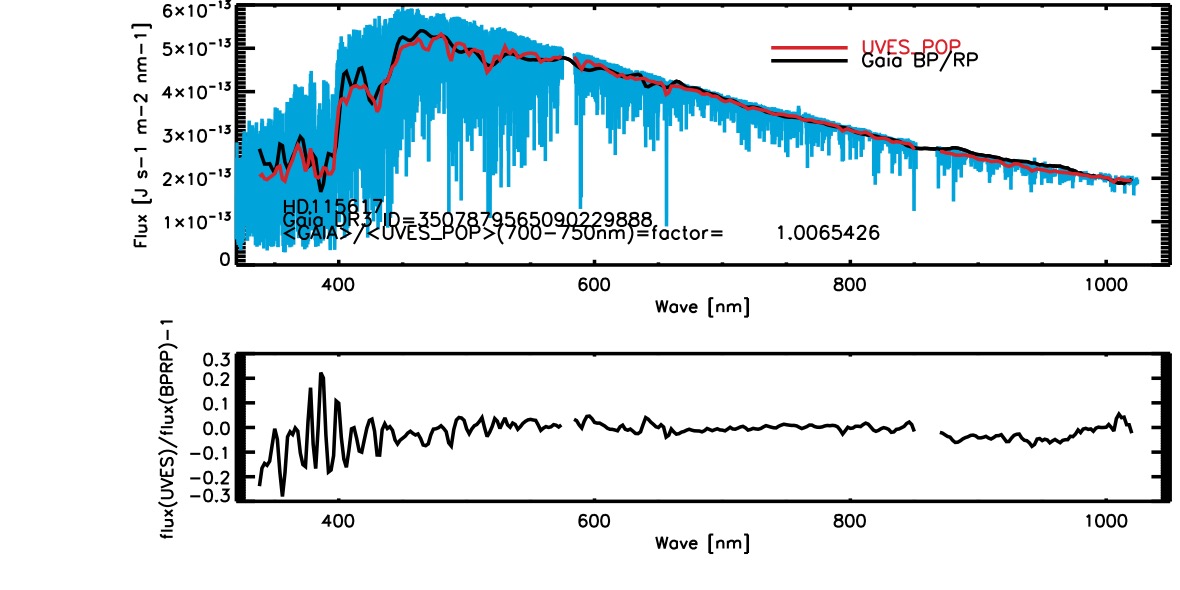 6×10−13
5×10−13
4×10−13
3×10−13
2×10−13
1×10−13
0
Flux [J s−1 m−2 nm−1]
UVES_POP
Gaia BP/RP
HD115617
Gaia DR3 ID=3507879565090229888
<GAIA>/<UVES_POP>(700−750nm)=factor= 1.0065426
400 600 800 1000
Wave [nm]
0.3
0.2
0.1
0.0
−0.1
−0.2
−0.3
flux(UVES)/flux(BPRP)−1
400 600 800 1000
Wave [nm]